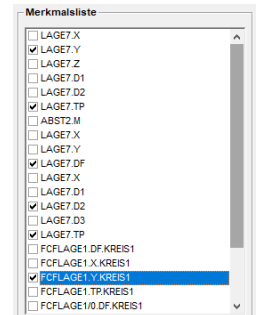 Merkmalsliste
LAGE7.X
LAGE7.Y
LAGE7.Z
LAGE7.D1
LAGE7.D2
LAGE7.TP
ABST2.M
LAGE7.X
LAGE7.Y
LAGE7.DF
LAGE7.X
LAGE7.D1
LAGE7.D2
LAGE7.D3
LAGE7.TP
FCFLAGE1.DF.KREIS1
FCFLAGE1.X.KREIS1
FCFLAGE1.Y.KREIS1
FCFLAGE1.TP.KREIS1
FCFLAGE1/0.DF.KREIS1